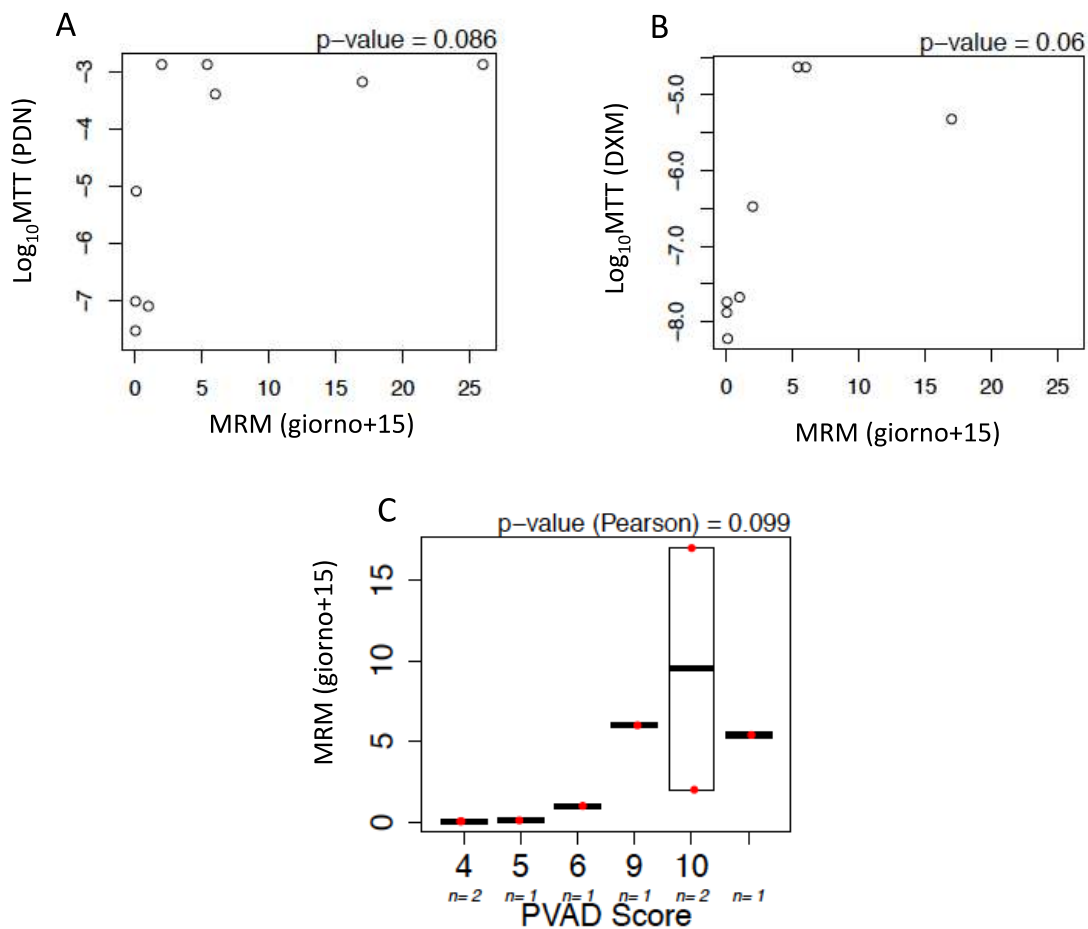 A
p-value = 0.086
Log10MTT (PDN)
-3
-4
-5
-6
-7
0 5 10 15 20 25
MRM (giorno+15)
B
p-value = 0.06
Log10MTT (DXM)
-5.0
-6.0
-7.0
-8.0
0 5 10 15 20 25
MRM (giorno+15)
C
p-value (Pearson) = 0.099
MRM (giorno+15)
15
10
5
0
4 5 6 9 10
n= 2 n= 1 n= 1 n= 1 n= 2 n= 1
PVAD Score